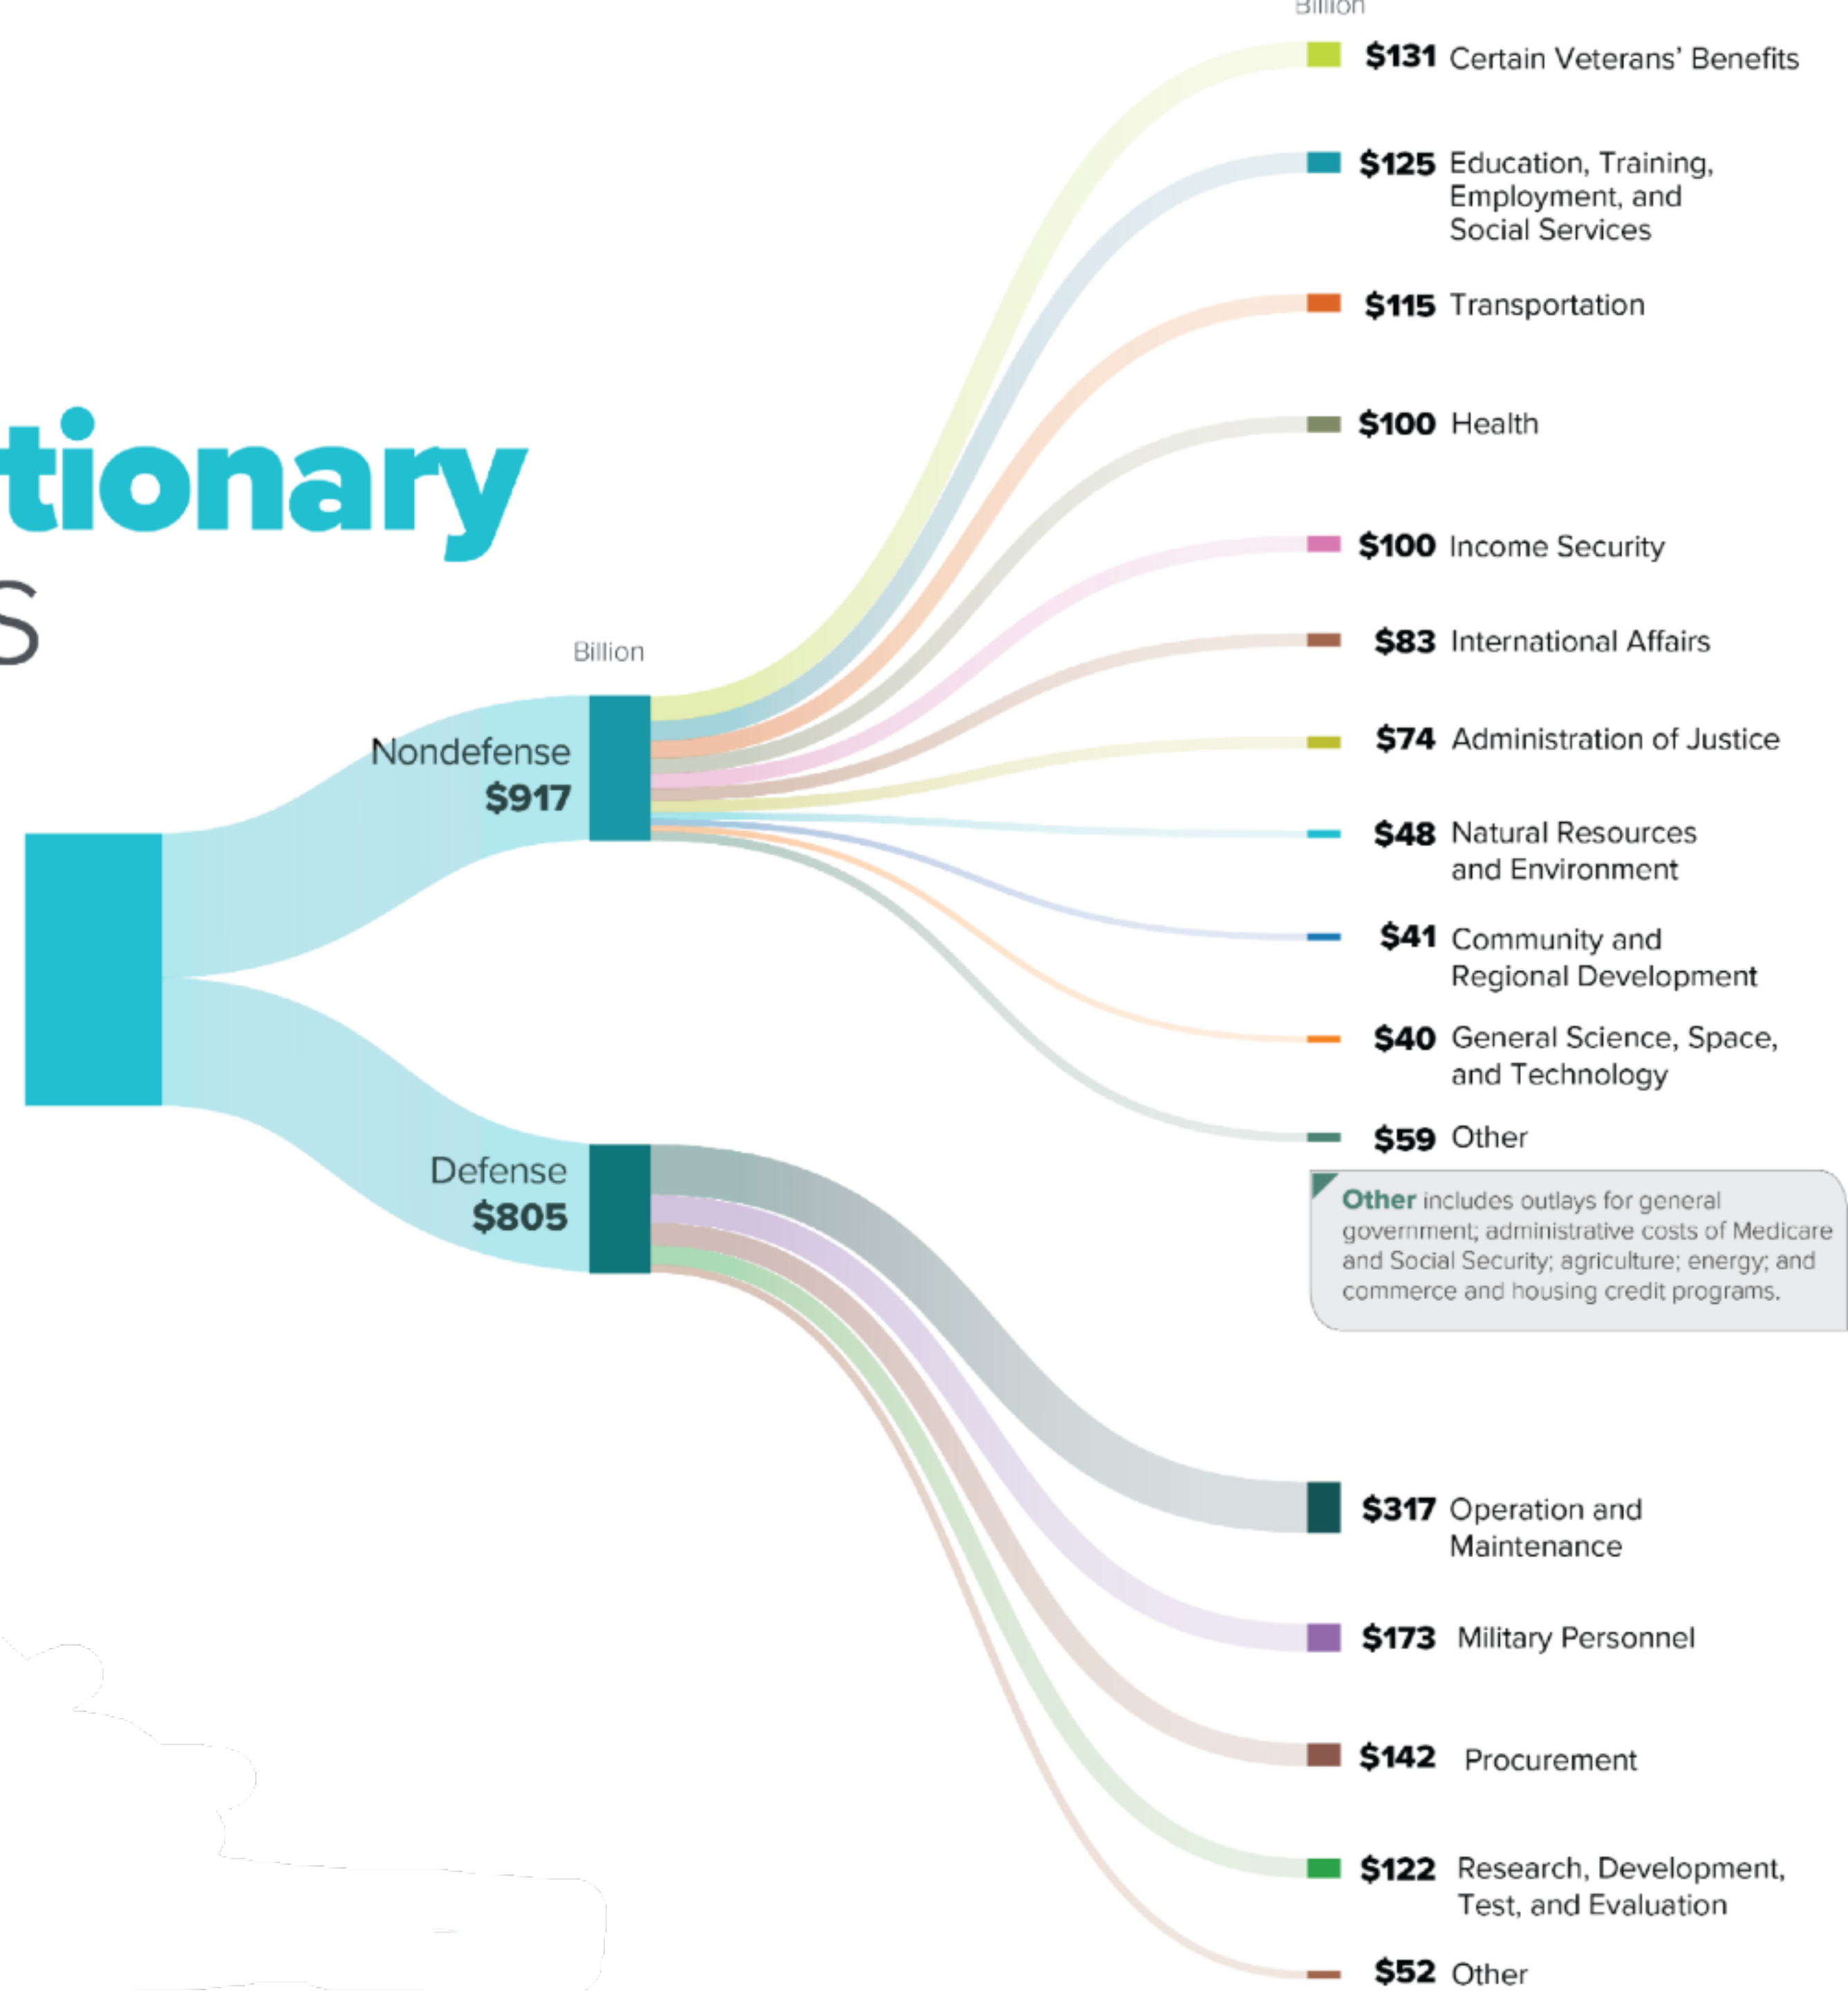 Billion
$131 Certain Veterans’ Benefits
$125 Education, Training,
Employment, and
Social Services
$115 Transportation
$100 Health
tionary
$100 Income Security
S
$83 International Affairs
Billion
$74 Administration of Justice
Nondefense
$917
$48 Natural Resources
and Environment
$41 Community and
Regional Development
$40 General Science, Space,
and Technology
$59 Other
Defense
$805
Other includes outlays for general
government; administrative costs of Medicare
and Social Security; agriculture; energy; and
commerce and housing credit programs.
$317 Operation and
Maintenance
$173 Military Personnel
$142 Procurement
$122 Research, Development,
Test, and Evaluation
$52 Other